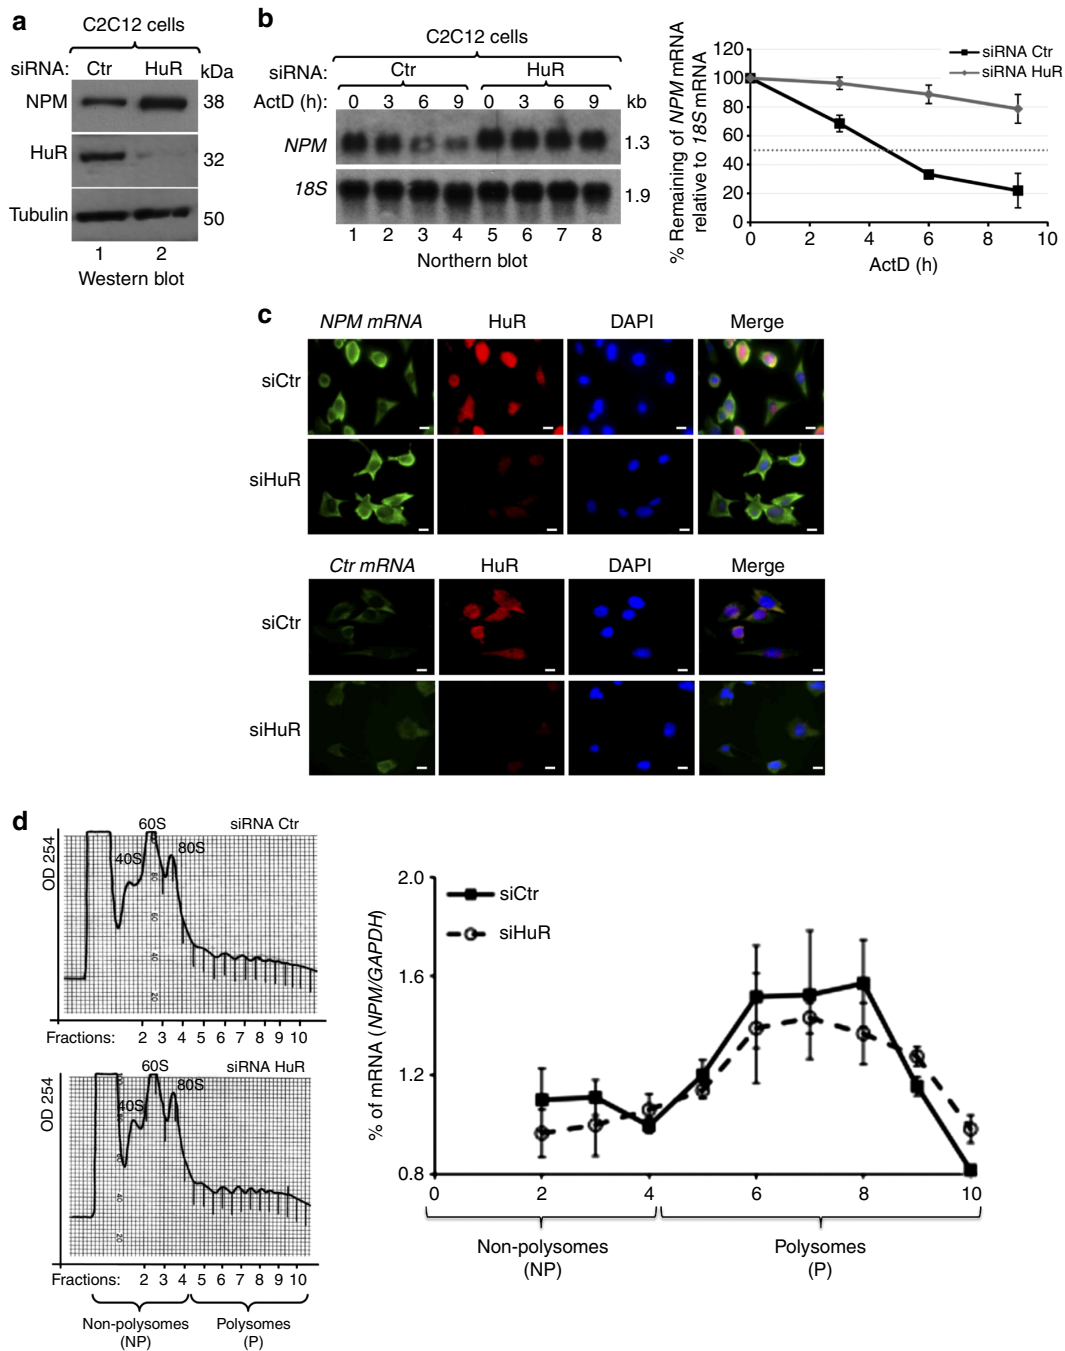 a
C2C12 cells
siRNA: Ctr HuR kDa
NPM 38
HuR 32
Tubulin 50
1 2
Western blot
b
C2C12 cells
siRNA: Ctr HuR
ActD (h): 0 3 6 9 0 3 6 9 kb
NPM 1.3
18S 1.9
1 2 3 4 5 6 7 8
Northern blot
% Remaining of NPM mRNA
relative to 18S mRNA
120
100
80
60
40
20
0
0 2 4 6 8 10
ActD (h)
siRNA Ctr
siRNA HuR
c
NPM mRNA HuR DAPI Merge
siCtr
siHuR
Ctr mRNA HuR DAPI Merge
siCtr
siHuR
d
OD 254
60S
siRNA Ctr
40S
80S
80
60
40
20
Fractions: 2 3 4 5 6 7 8 9 10
OD 254
60S
siRNA HuR
80S
40S
40
20
Fractions: 2 3 4 5 6 7 8 9 10
Non-polysomes
(NP)
Polysomes
(P)
% of mRNA (NPM/GAPDH)
2.0
1.6
1.2
0.8
siCtr
siHuR
0 2 4 6 8 10
Non-polysomes
(NP)
Polysomes
(P)